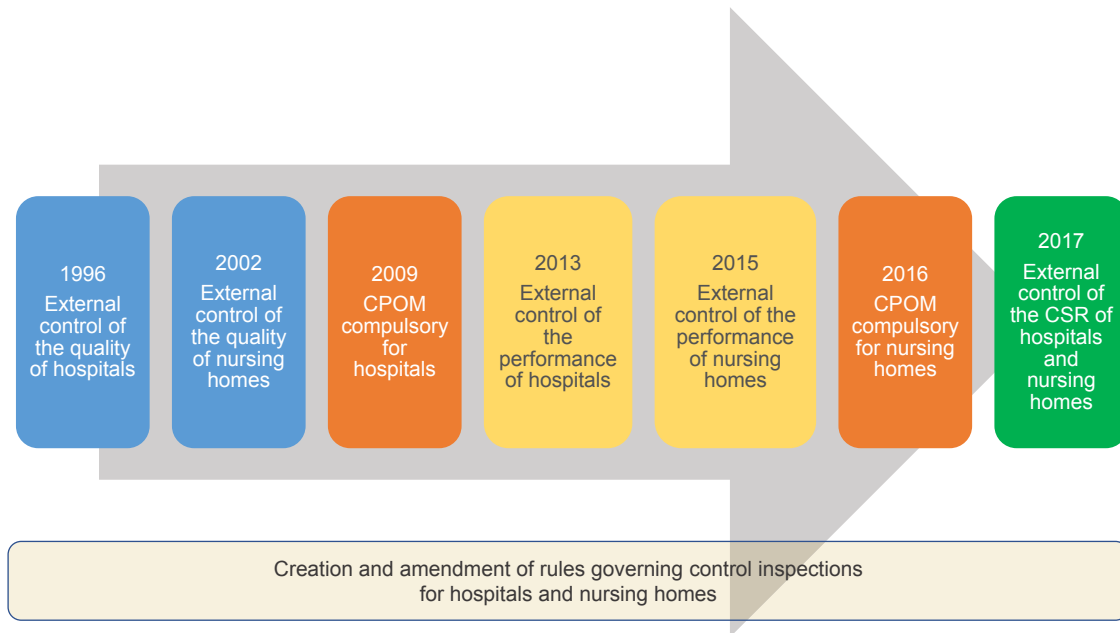 1996
External
control of
the quality
of hospitals
2002
External
control of
the quality
of nursing
homes
2009
CPOM
compulsory
for
hospitals
2013
External
control of
the
performance
of hospitals
2015
External
control of the
performance
of nursing
homes
2016
CPOM
compulsory
for nursing
homes
2017
External
control of
the CSR of
hospitals
and
nursing
homes
Creation and amendment of rules governing control inspections
for hospitals and nursing homes